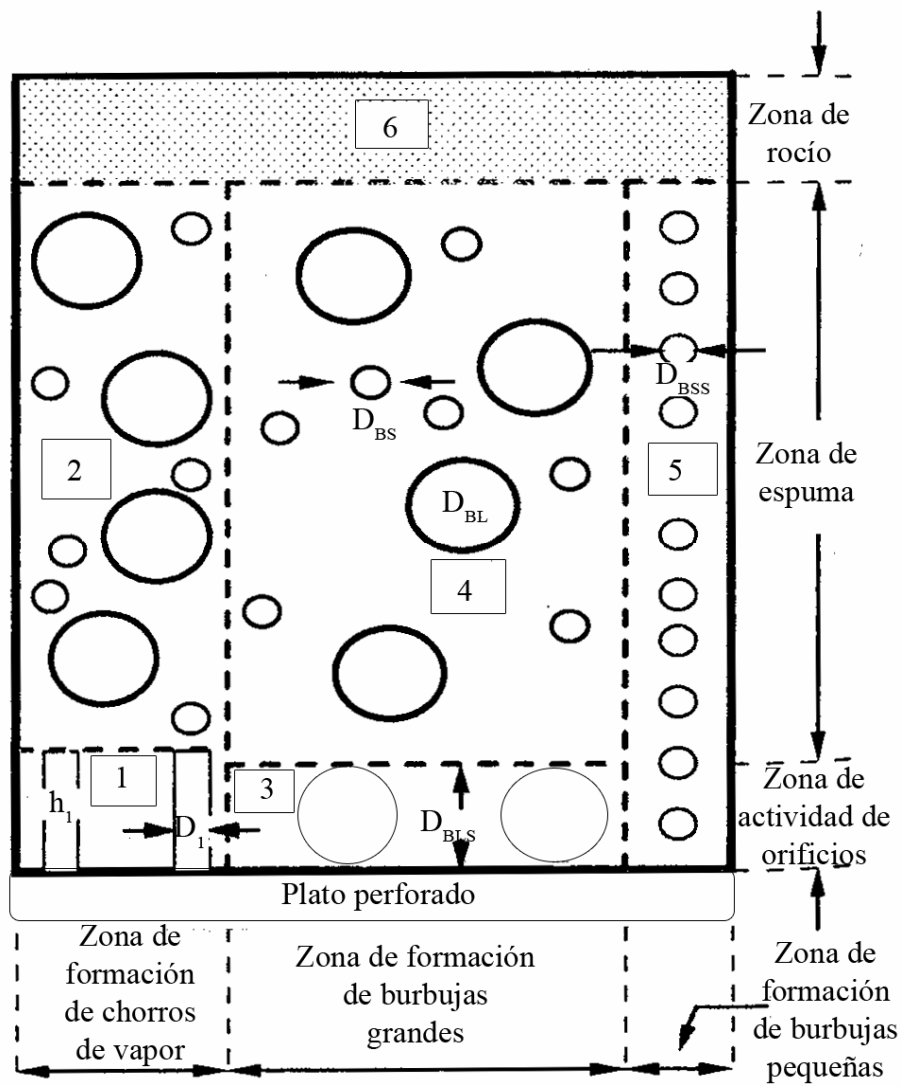 Zona de
rocío
6
D_BS
D_BSS
2
5
Zona de
espuma
D_BL
4
1
3
Zona de
actividad de
orificios
h_1
D_1
D_BLS
Plato perforado
Zona de
formación
de chorros
de vapor
Zona de formación
de burbujas
grandes
Zona de
formación
de burbujas
pequeñas